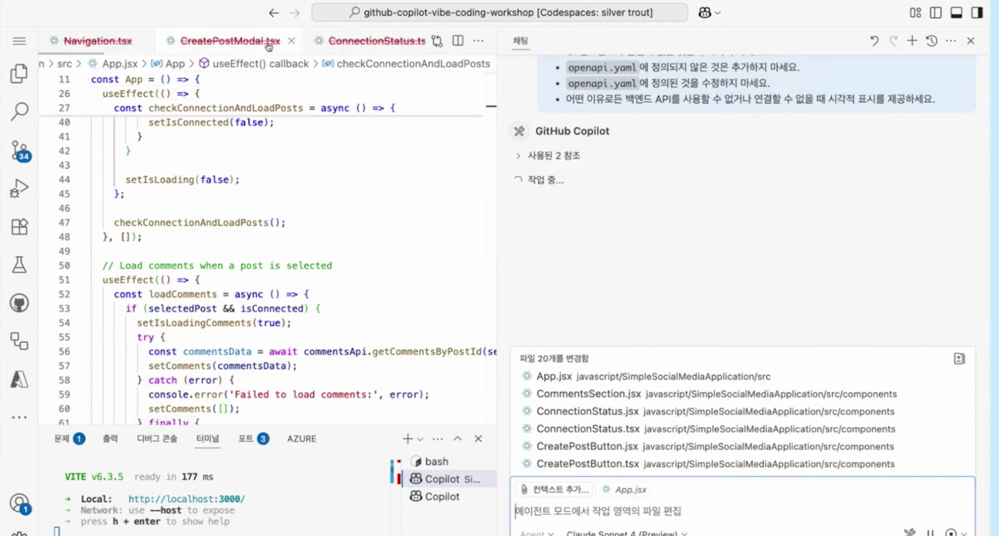 github-copilot-vibe-coding-workshop [Codespaces: silver trout]
Navigation.tsx
CreatePostModal.tsx
ConnectionStatus.ts
n > src > App.jsx > App > useEffect() callback > checkConnectionAndLoadPosts
11 const App = () => {
26 useEffect(() => {
27 const checkConnectionAndLoadPosts = async () => {
40 setIsConnected(false);
41 }
42 }
43
44 setIsLoading(false);
45 };
46
47 checkConnectionAndLoadPosts();
48 }, []);
49
50 // Load comments when a post is selected
51 useEffect(() => {
52 const loadComments = async () => {
53 if (selectedPost && isConnected) {
54 setIsLoadingComments(true);
55 try {
56 const commentsData = await commentsApi.getCommentsByPostId(se
57 setComments(commentsData);
58 } catch (error) {
59 console.error('Failed to load comments:', error);
60 setComments([]);
61 } finally {
34
1
문제 1 출력 디버그 콘솔 터미널 포트 3 AZURE
VITE v6.3.5 ready in 177 ms
➜ Local: http://localhost:3000/
➜ Network: use --host to expose
➜ press h + enter to show help
bash
Copilot Si...
Copilot
채팅
• openapi.yaml에 정의되지 않은 것은 추가하지 마세요.
• openapi.yaml에 정의된 것을 수정하지 마세요.
• 어떤 이유로든 백엔드 API를 사용할 수 없거나 연결할 수 없을 때 시각적 표시를 제공하세요.
GitHub Copilot
> 사용된 2 참조
작업 중...
파일 20개를 변경함
App.jsx javascript/SimpleSocialMediaApplication/src
CommentsSection.jsx javascript/SimpleSocialMediaApplication/src/components
ConnectionStatus.jsx javascript/SimpleSocialMediaApplication/src/components
ConnectionStatus.tsx javascript/SimpleSocialMediaApplication/src/components
CreatePostButton.jsx javascript/SimpleSocialMediaApplication/src/components
CreatePostButton.tsx javascript/SimpleSocialMediaApplication/src/components
컨텍스트 추가... App.jsx
에이전트 모드에서 작업 영역의 파일 편집
Agent Claude Sonnet 4 (Preview)